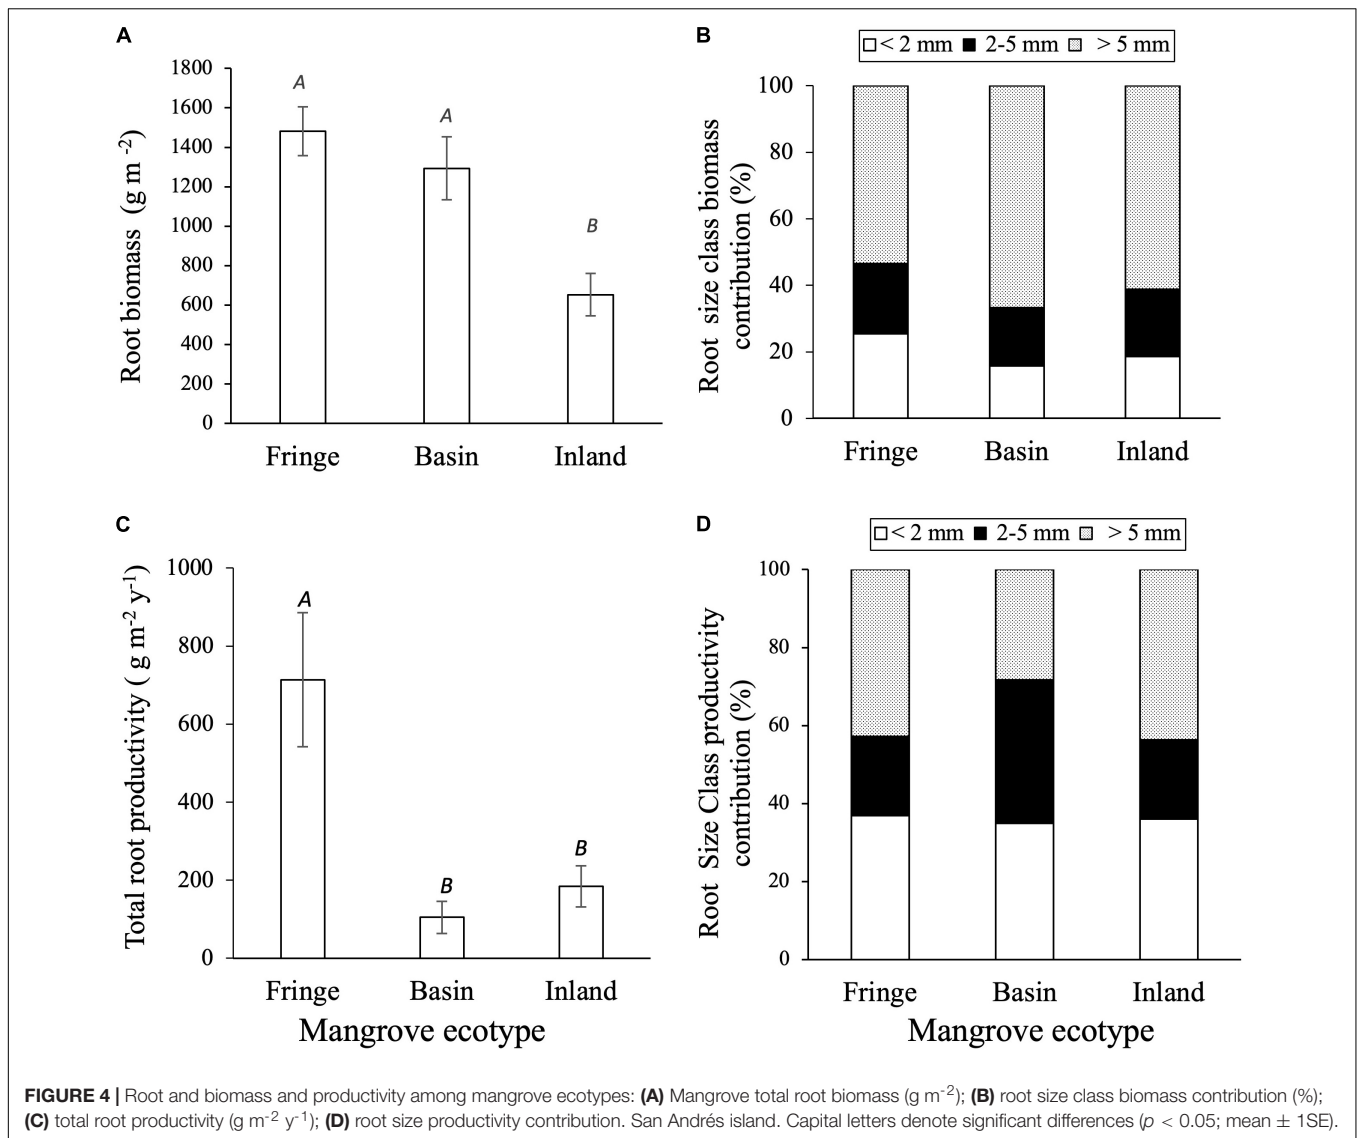 A
Root biomass (g m -2)
1800
1600
1400
1200
1000
800
600
400
200
0
A
A
B
Fringe Basin Inland
B
< 2 mm 2-5 mm > 5 mm
Root size class biomass
contribution (%)
100
80
60
40
20
0
Fringe Basin Inland
C
Total root productivity ( g m-2 y-1)
1000
800
600
400
200
0
A
B
B
Fringe Basin Inland
Mangrove ecotype
D
< 2 mm 2-5 mm > 5 mm
Root Size Class productivity
contribution (%)
100
80
60
40
20
0
Fringe Basin Inland
Mangrove ecotype
FIGURE 4 | Root and biomass and productivity among mangrove ecotypes: (A) Mangrove total root biomass (g m-2); (B) root size class biomass contribution (%);
(C) total root productivity (g m-2 y-1); (D) root size productivity contribution. San Andrés island. Capital letters denote significant differences (p < 0.05; mean ± 1SE).